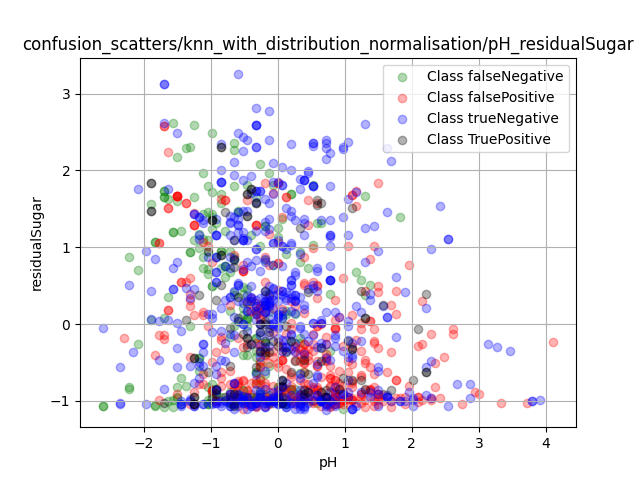 confusion_scatters/knn_with_distribution_normalisation/pH_residualSugar
Class falseNegative
Class falsePositive
Class trueNegative
Class TruePositive
3
2
1
0
−1
residualSugar
−2 −1 0 1 2 3 4
pH